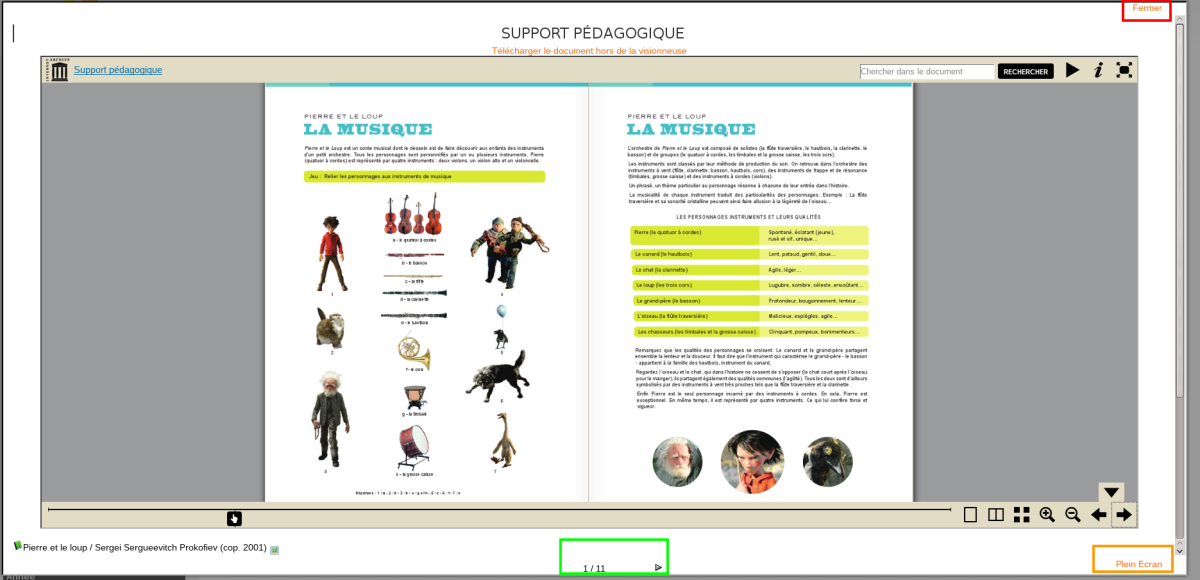 Fermer
SUPPORT PÉDAGOGIQUE
Télécharger le document hors de la visionneuse
INTERNET ARCHIVE
Support pédagogique
Chercher dans le document
RECHERCHER
PIERRE ET LE LOUP
LA MUSIQUE
Pierre et le Loup est un conte musical dont le dessein est de faire découvrir aux enfants des instruments
d'un petit orchestre. Tous les personnages sont personnifiés par un ou plusieurs instruments. Pierre
(quatuor à cordes) est représenté par quatre instruments : deux violons, un violon alto et un violoncelle.
Jeu : Relier les personnages aux instruments de musique
a - le quatuor à cordes
b - le basson
c - la flûte
1
d - la clarinette
4
e - le hautbois
2
5
f - le cors
6
g - la timbale
3
7
PIERRE ET LE LOUP
LA MUSIQUE
L'orchestre de Pierre et le Loup est composé de solistes (la flûte traversière, le hautbois, la clarinette, le
basson) et de groupes (le quatuor à cordes, les timbales et la grosse caisse, les trois cors).
Les instruments sont classés par leur méthode de production du son. On retrouve dans l'orchestre des
instruments à vent (flûte, clarinette, basson, hautbois, cors), des instruments de frappe et de résonance
(timbales, grosse caisse) et des instruments à cordes (violons).
Un phrasé, un thème particulier au personnage résonne à chacune de leur entrée dans l'histoire.
La musicalité de chaque instrument traduit des particularités des personnages. Exemple : La flûte
traversière et sa sonorité cristalline peuvent ainsi faire allusion à la légèreté de l'oiseau...
LES PERSONNAGES INSTRUMENTS ET LEURS QUALITÉS
Pierre (le quatuor à cordes)
Spontané, éclatant (jeune),
rusé et vif, unique...
Le canard (le hautbois)
Lent, pataud, gentil, doux...
Le chat (la clarinette)
Agile, léger...
Le loup (les trois cors)
Lugubre, sombre, céleste, envoûtant...
Le grand-père (le basson)
Profondeur, bougonnement, lenteur...
L'oiseau (la flûte traversière)
Malicieux, espiègles, agile...
Les chasseurs (les timbales et la grosse caisse)
Clinquant, pompeux, bonimenteurs...
Remarquez que les qualités des personnages se croisent. Le canard et le grand-père partagent
ensemble la lenteur et la douceur. Il faut dire que l'instrument qui caractérise le grand-père - le basson
- appartient à la famille des hautbois, instrument du canard.
Regardez l'oiseau et le chat, qui dans l'histoire ne cessent de s'opposer (le chat court après l'oiseau
pour le manger), ils partagent également des qualités communes (l'agilité). Tous les deux sont d'ailleurs
symbolisés par des instruments à vent très proches tels que la flûte traversière et la clarinette.
Enfin Pierre est le seul personnage incarné par des instruments à cordes. En cela, Pierre est
exceptionnel. En même temps, il est représenté par quatre instruments. Ce qui lui confère force et
vigueur.
Pierre et le loup / Sergei Sergueevitch Prokofiev (cop. 2001)
1 / 11
Plein Ecran
Année